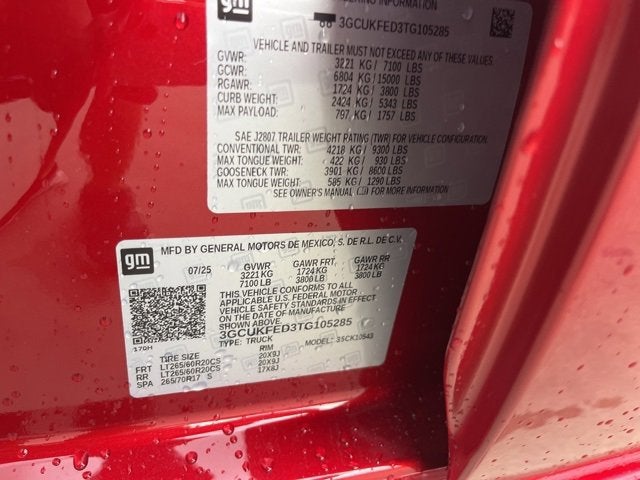 gm
ERING INFORMATION
3GCUKFED3TG105285
VEHICLE AND TRAILER MUST NOT EXCEED ANY OF THESE VALUES
GVWR: 3221 KG/ 7100 LBS
GCWR: 6804 KG/ 15000 LBS
RGAWR: 1724 KG/ 3800 LBS
CURB WEIGHT: 2424 KG/ 5343 LBS
MAX PAYLOAD: 797 KG/ 1757 LBS
SAE J2807 TRAILER WEIGHT RATING (TWR) FOR VEHICLE CONFIGURATION
CONVENTIONAL TWR: 4218 KG/ 9300 LBS
MAX TONGUE WEIGHT: 422 KG/ 930 LBS
GOOSENECK TWR: 3901 KG/ 8600 LBS
MAX TONGUE WEIGHT: 585 KG/ 1290 LBS
SEE OWNER'S MANUAL FOR MORE INFORMATION
gm
MFD BY GENERAL MOTORS DE MEXICO, S. DE R.L. DE C.V.
07/25 GVWR GAWR FRT GAWR RR
3221 KG 1724 KG 1724 KG
7100 LB 3800 LB 3800 LB
THIS VEHICLE CONFORMS TO ALL
APPLICABLE U.S. FEDERAL MOTOR
VEHICLE SAFETY STANDARDS IN EFFECT
ON THE DATE OF MANUFACTURE
SHOWN ABOVE.
3GCUKFED3TG105285
170H TYPE: TRUCK MODEL: 3SCK10543
TIRE SIZE RIM
FRT LT265/60R20CS 20X9J
RR LT265/60R20CS 20X9J
SPA 265/70R17 S 17X8J